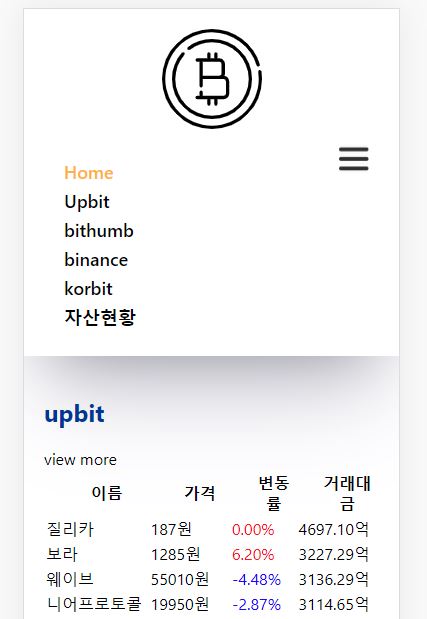 Home
Upbit
bithumb
binance
korbit
자산현황
upbit
view more
이름 가격 변동률 거래대금
질리카 187원 0.00% 4697.10억
보라 1285원 6.20% 3227.29억
웨이브 55010원 -4.48% 3136.29억
니어프로토콜 19950원 -2.87% 3114.65억